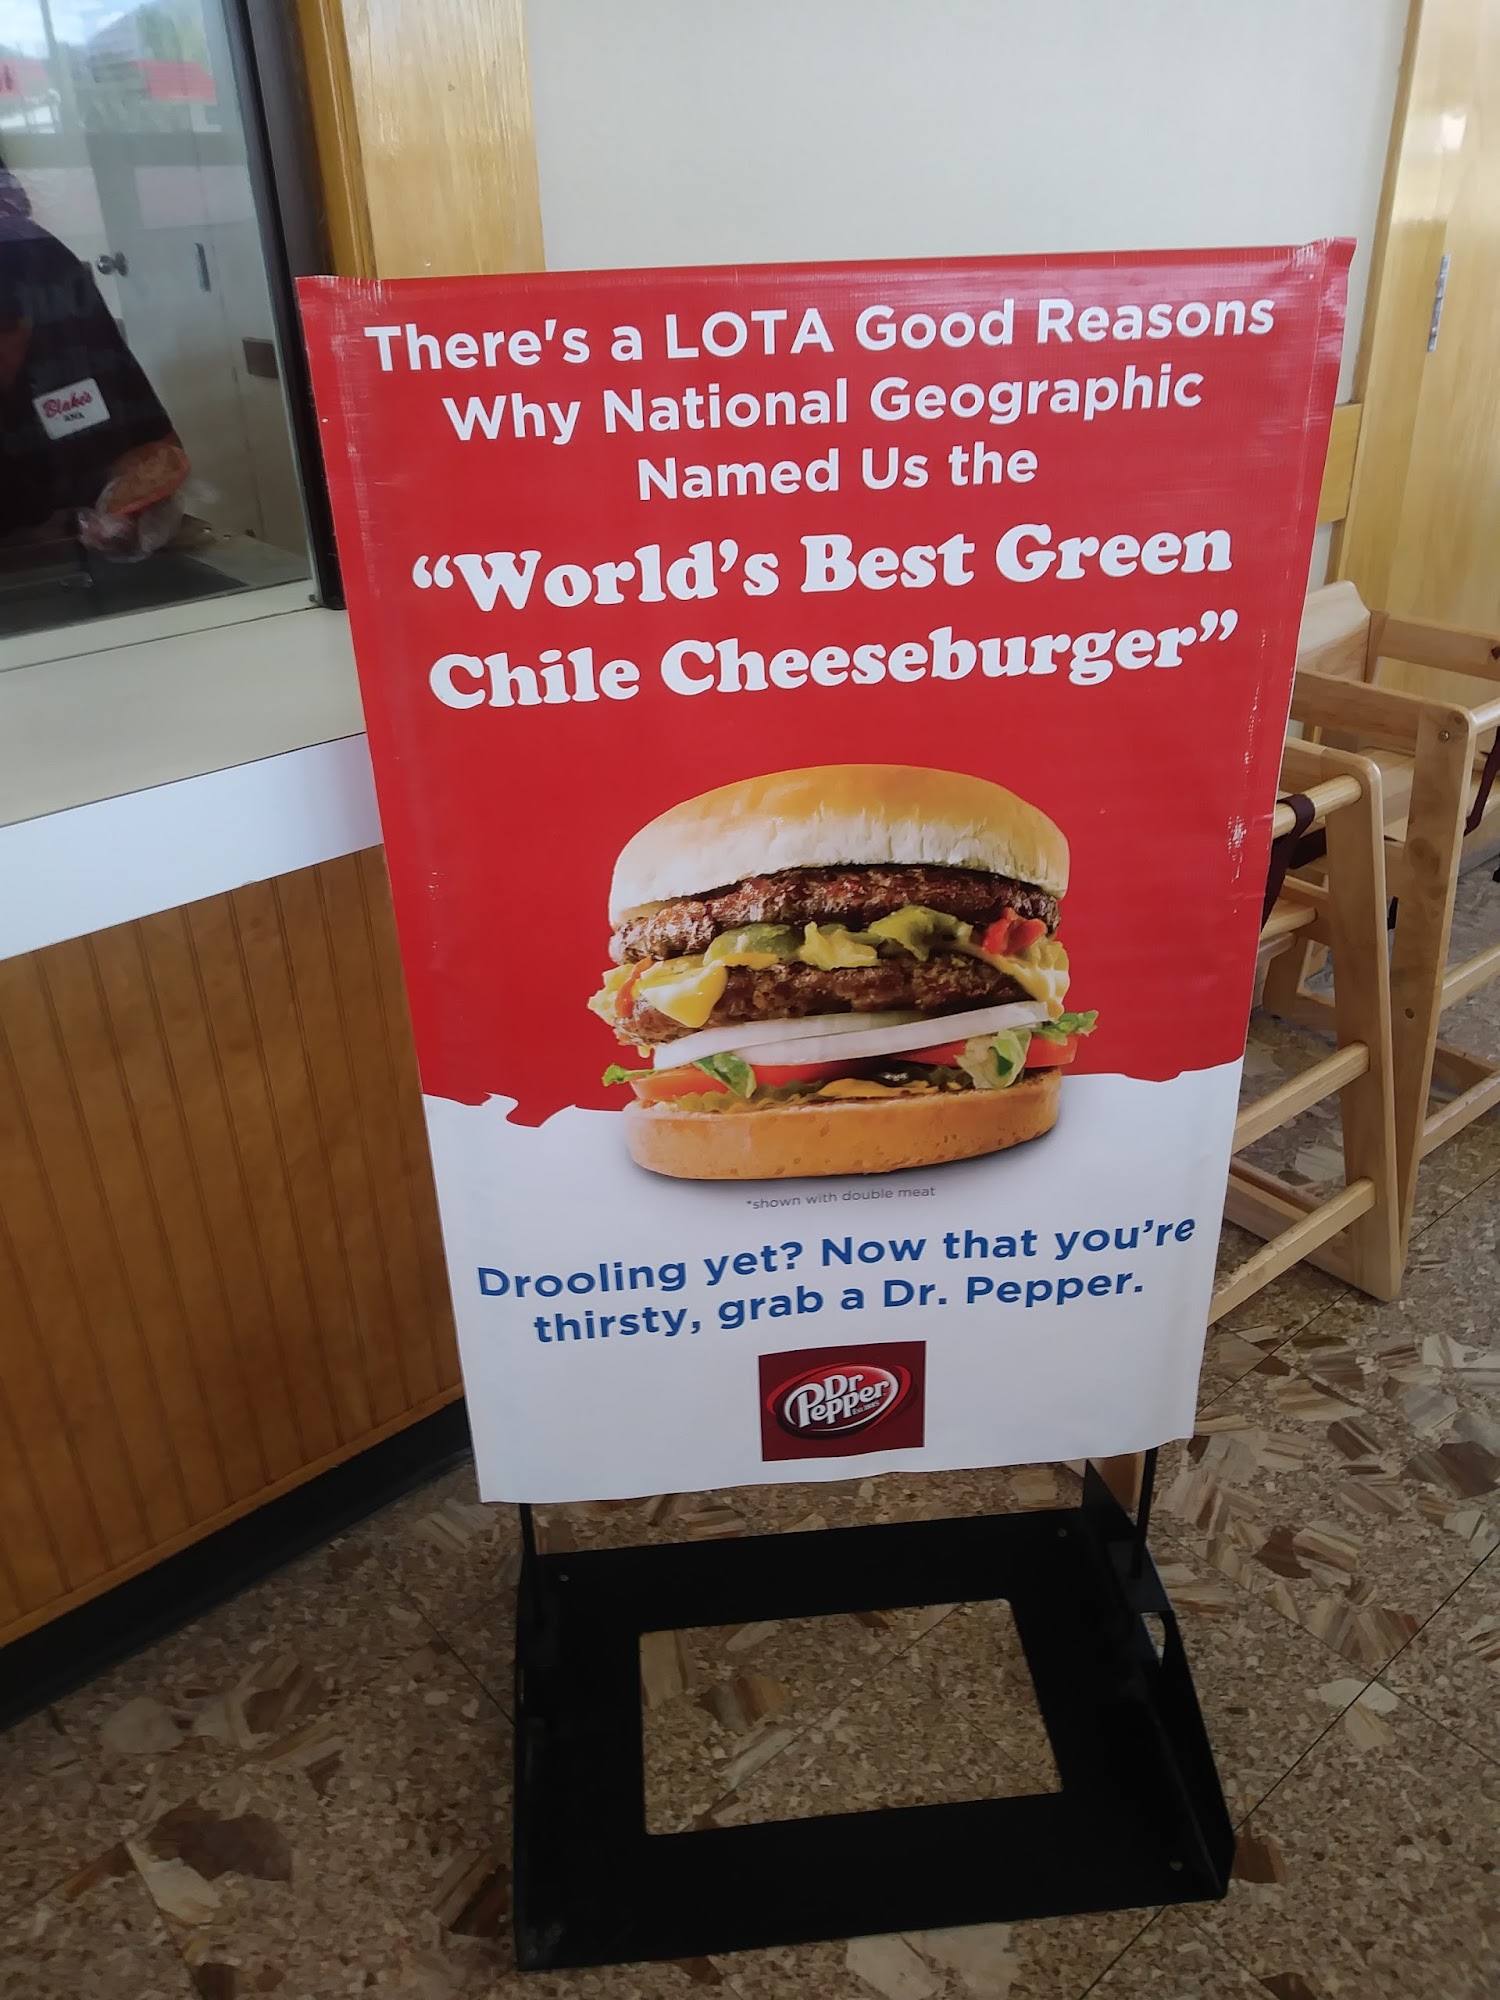 There's a LOTA Good Reasons
Why National Geographic
Named Us the
“World’s Best Green
Chile Cheeseburger”
*shown with double meat
Drooling yet? Now that you’re
thirsty, grab a Dr. Pepper.
Dr
Pepper
Blake's